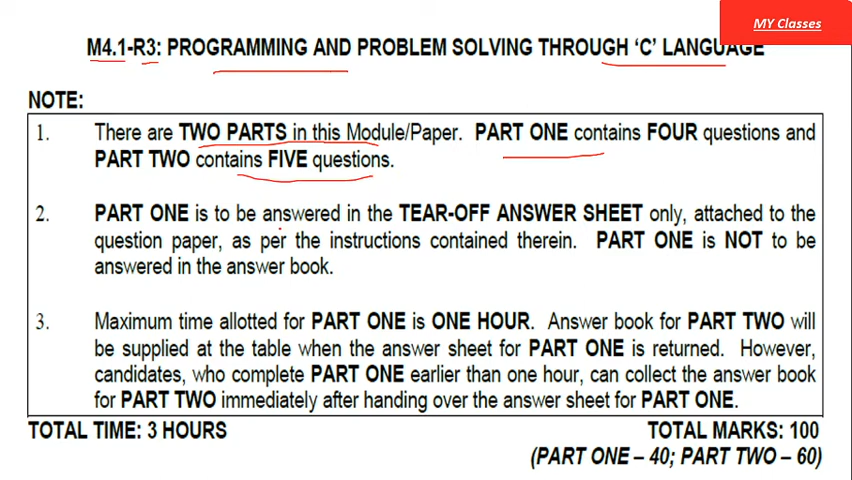 MY Classes
M4.1-R3: PROGRAMMING AND PROBLEM SOLVING THROUGH ‘C’ LANGUAGE
NOTE:
1. There are TWO PARTS in this Module/Paper. PART ONE contains FOUR questions and
PART TWO contains FIVE questions.
2. PART ONE is to be answered in the TEAR-OFF ANSWER SHEET only, attached to the
question paper, as per the instructions contained therein. PART ONE is NOT to be
answered in the answer book.
3. Maximum time allotted for PART ONE is ONE HOUR. Answer book for PART TWO will
be supplied at the table when the answer sheet for PART ONE is returned. However,
candidates, who complete PART ONE earlier than one hour, can collect the answer book
for PART TWO immediately after handing over the answer sheet for PART ONE.
TOTAL TIME: 3 HOURS TOTAL MARKS: 100
(PART ONE – 40; PART TWO – 60)